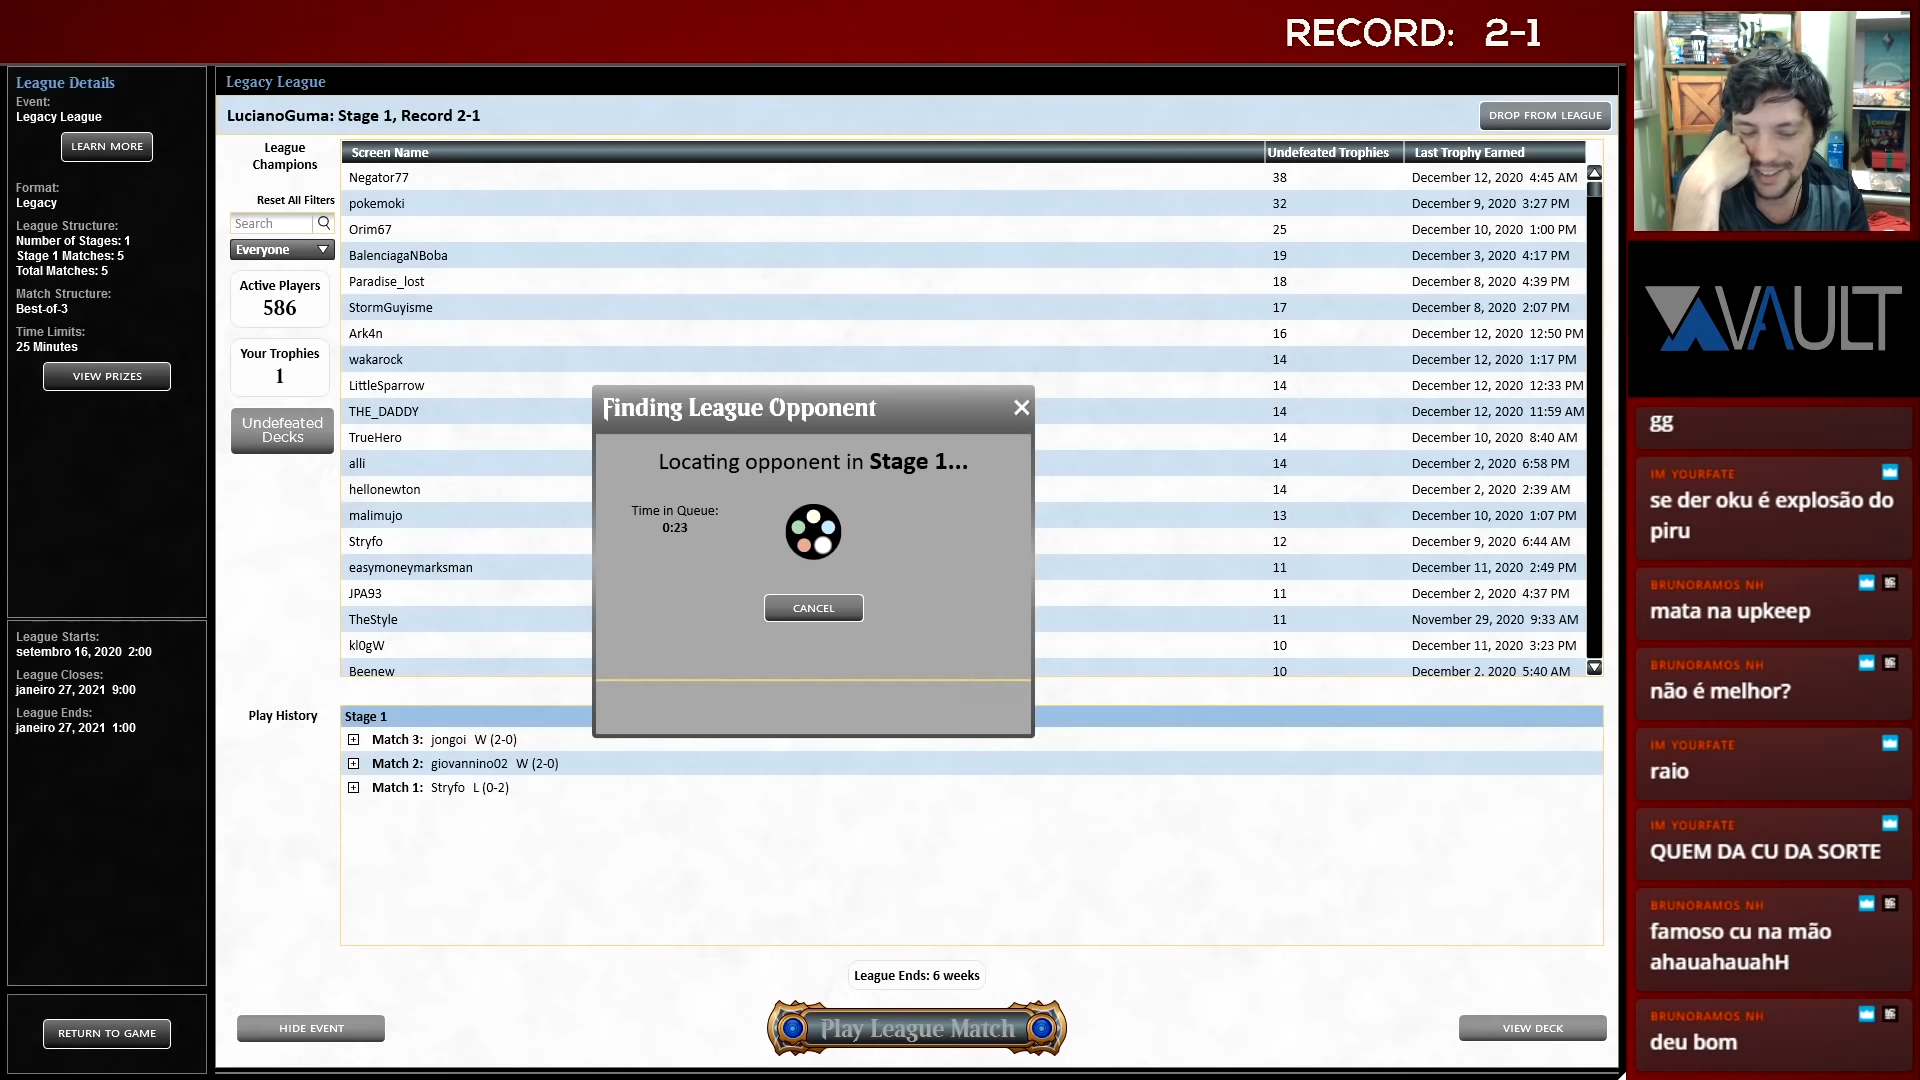 RECORD: 2-1
League Details
Event:
Legacy League
LEARN MORE
Format:
Legacy
League Structure:
Number of Stages: 1
Stage 1 Matches: 5
Total Matches: 5
Match Structure:
Best-of-3
Time Limits:
25 Minutes
VIEW PRIZES
League Starts:
setembro 16, 2020 2:00
League Closes:
janeiro 27, 2021 9:00
League Ends:
janeiro 27, 2021 1:00
RETURN TO GAME
Legacy League
LucianoGuma: Stage 1, Record 2-1
DROP FROM LEAGUE
League
Champions
Reset All Filters
Search
Everyone
Active Players
586
Your Trophies
1
Undefeated
Decks
Screen Name Undefeated Trophies Last Trophy Earned
Negator77 38 December 12, 2020 4:45 AM
pokemoki 32 December 9, 2020 3:27 PM
Orim67 25 December 10, 2020 1:00 PM
BalenciagaNBoba 19 December 3, 2020 4:17 PM
Paradise_lost 18 December 8, 2020 4:39 PM
StormGuyisme 17 December 8, 2020 2:07 PM
Ark4n 16 December 12, 2020 12:50 PM
wakarock 14 December 12, 2020 1:17 PM
LittleSparrow 14 December 12, 2020 12:33 PM
THE_DADDY 14 December 12, 2020 11:59 AM
TrueHero 14 December 10, 2020 8:40 AM
alli 14 December 2, 2020 6:58 PM
hellonewton 14 December 2, 2020 2:39 AM
malimujo 13 December 10, 2020 1:07 PM
Stryfo 12 December 9, 2020 6:44 AM
easymoneymarksman 11 December 11, 2020 2:49 PM
JPA93 11 December 2, 2020 4:37 PM
TheStyle 11 November 29, 2020 9:33 AM
kl0gW 10 December 11, 2020 3:23 PM
Beenew 10 December 2, 2020 5:40 AM
Finding League Opponent
Locating opponent in Stage 1...
Time in Queue:
0:23
CANCEL
Play History
Stage 1
Match 3: jongoi W (2-0)
Match 2: giovannino02 W (2-0)
Match 1: Stryfo L (0-2)
League Ends: 6 weeks
HIDE EVENT
Play League Match
VIEW DECK
VAULT
gg
IM YOURFATE
se der oku é explosão do
piru
BRUNORAMOS NH
mata na upkeep
BRUNORAMOS NH
não é melhor?
IM YOURFATE
raio
IM YOURFATE
QUEM DA CU DA SORTE
BRUNORAMOS NH
famoso cu na mão
ahauahauahH
BRUNORAMOS NH
deu bom